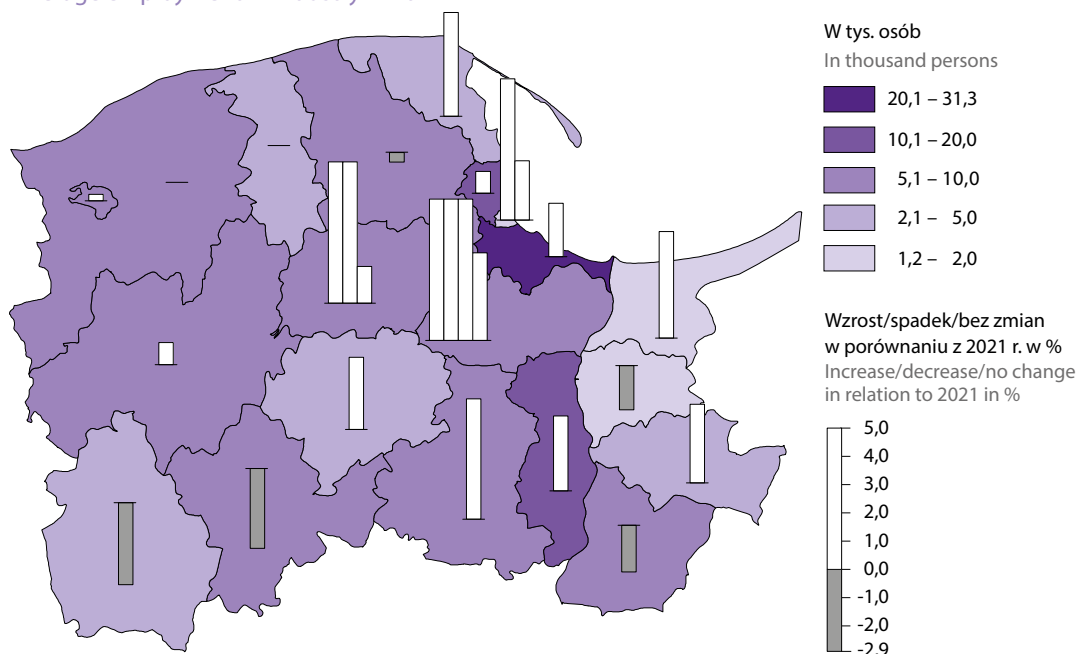 W tys. osób
In thousand persons
20,1 – 31,3
10,1 – 20,0
5,1 – 10,0
2,1 – 5,0
1,2 – 2,0
Wzrost/spadek/bez zmian
w porównaniu z 2021 r. w %
Increase/decrease/no change
in relation to 2021 in %
5,0
4,0
3,0
2,0
1,0
0,0
-1,0
-2,0
-2,9